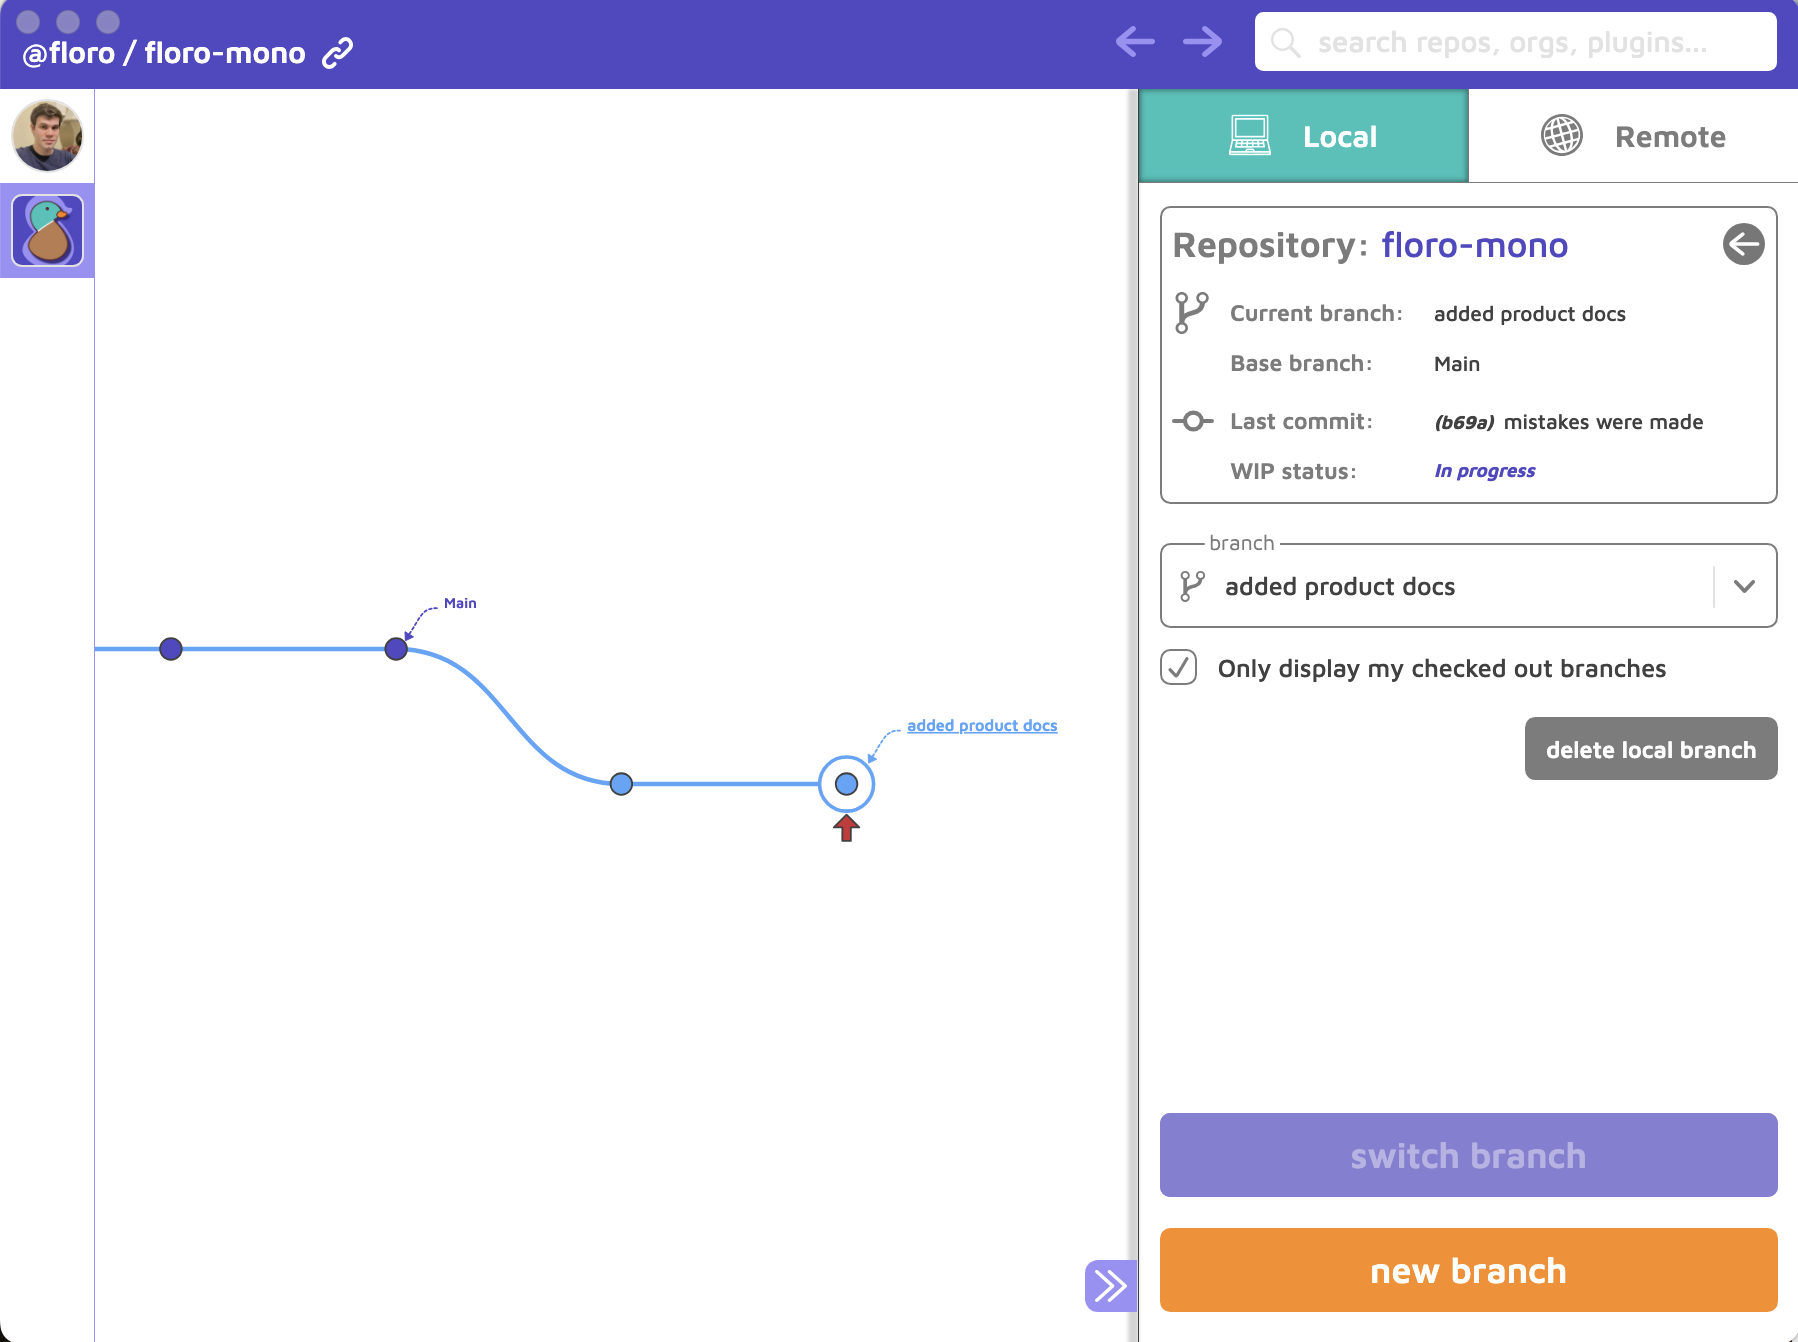 @floro / floro-mono
search repos, orgs, plugins...
Local
Remote
Repository: floro-mono
Current branch: added product docs
Base branch: Main
Last commit: (b69a) mistakes were made
WIP status: In progress
branch
added product docs
Only display my checked out branches
delete local branch
Main
added product docs
switch branch
new branch